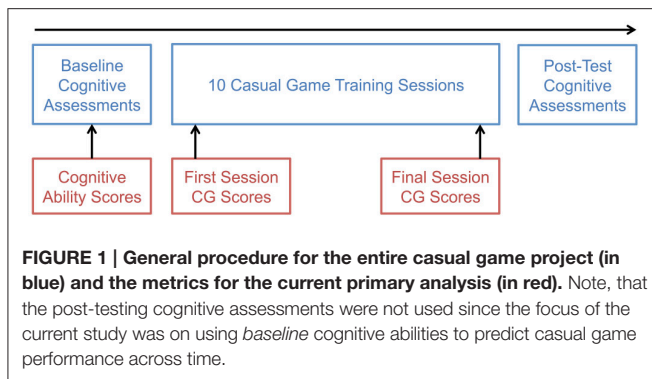 Baseline
Cognitive
Assessments
10 Casual Game Training Sessions
Post-Test
Cognitive
Assessments
Cognitive
Ability Scores
First Session
CG Scores
Final Session
CG Scores
FIGURE 1 | General procedure for the entire casual game project (in
blue) and the metrics for the current primary analysis (in red). Note, that
the post-testing cognitive assessments were not used since the focus of the
current study was on using baseline cognitive abilities to predict casual game
performance across time.